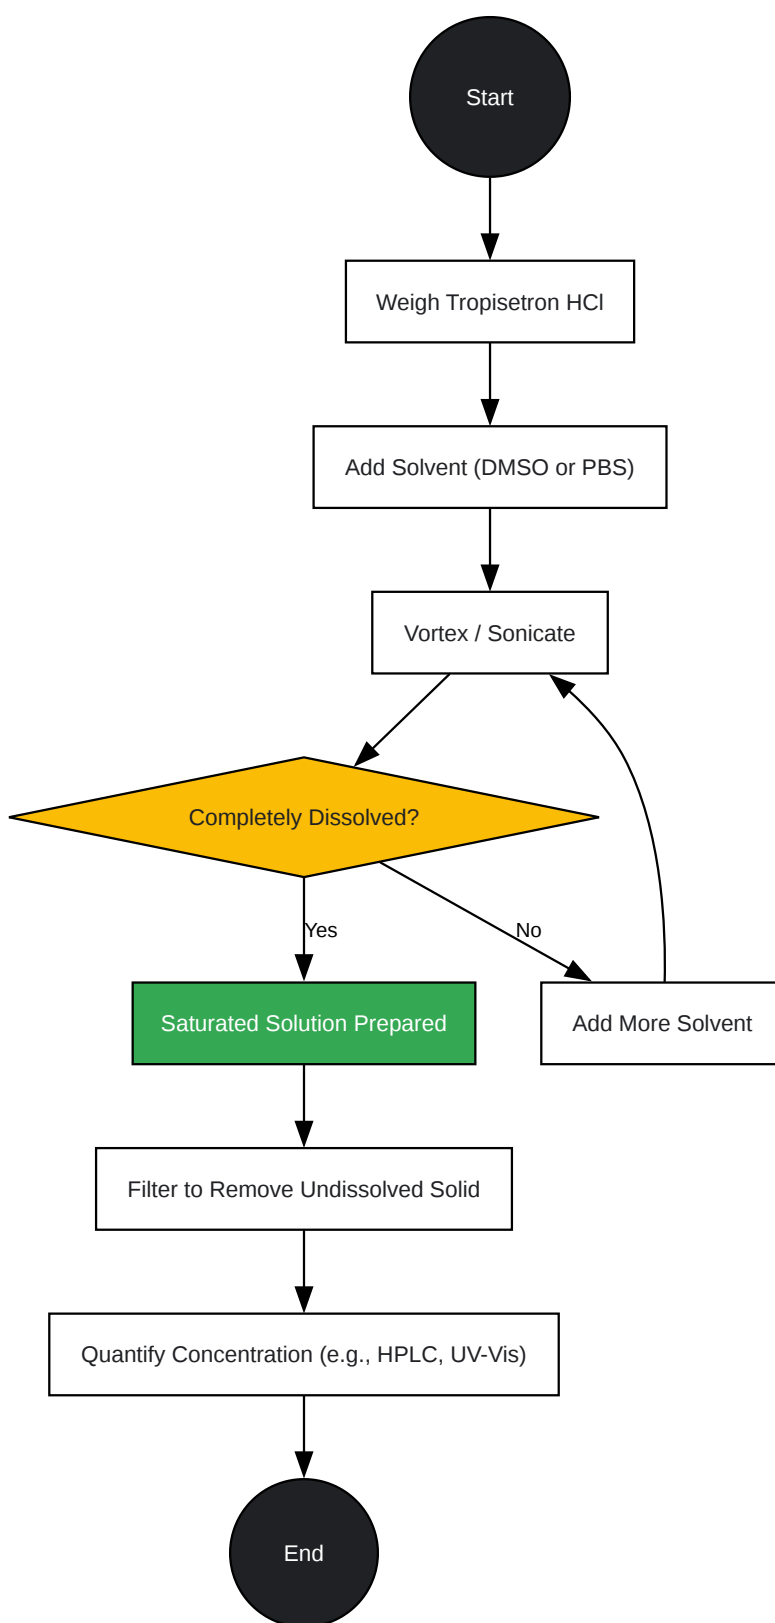 Start
Weigh Tropisetron HCl
Add Solvent (DMSO or PBS)
Vortex / Sonicate
Completely Dissolved?
Yes
No
Saturated Solution Prepared
Add More Solvent
Filter to Remove Undissolved Solid
Quantify Concentration (e.g., HPLC, UV-Vis)
End